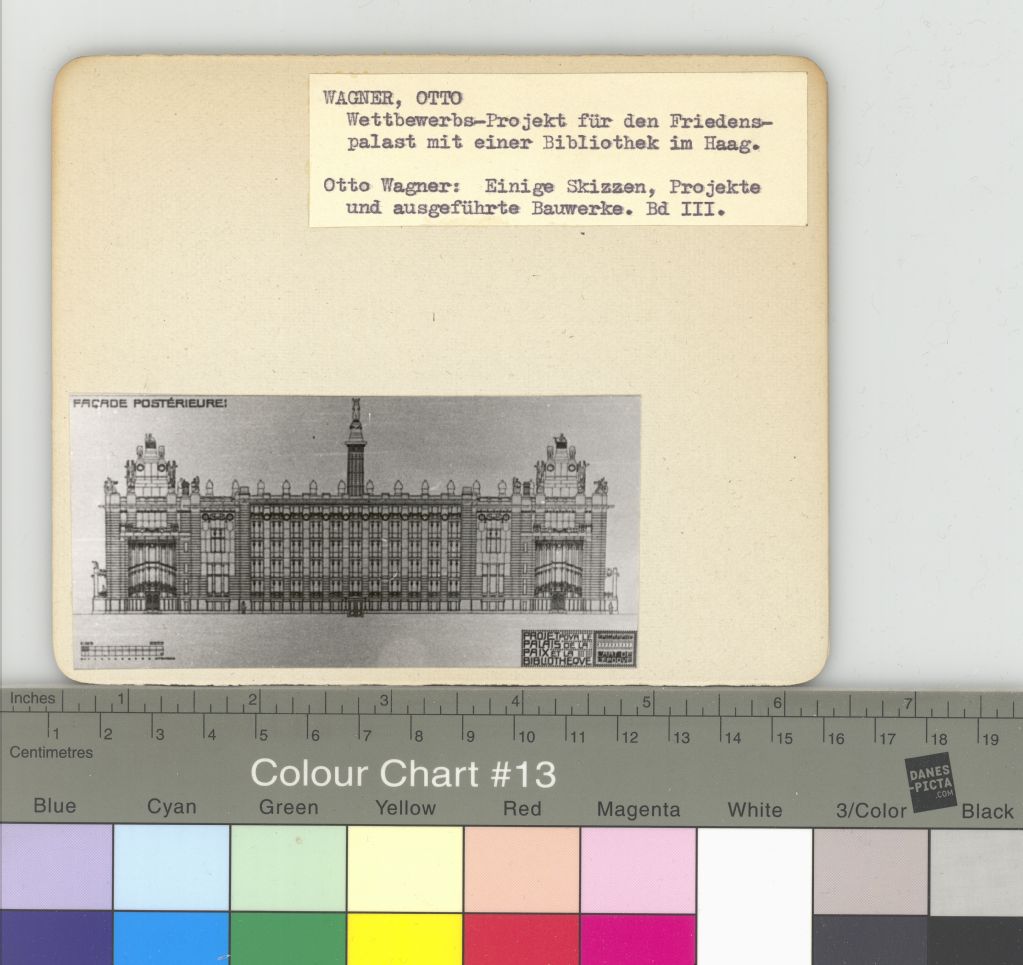 WAGNER, OTTO
Wettbewerbs-Projekt für den Friedens-
palast mit einer Bibliothek im Haag.
Otto Wagner: Einige Skizzen, Projekte
und ausgeführte Bauwerke. Bd III.
FAÇADE POSTÉRIEURE:
PROJET POVR LE
PALAIS DE LA
PAIX ET LA
BIBLIOTHÈQVE
Inches 1 2 3 4 5 6 7
1 2 3 4 5 6 7 8 9 10 11 12 13 14 15 16 17 18 19
Centimetres
Colour Chart #13
DANES
-PICTA
.COM
Blue Cyan Green Yellow Red Magenta White 3/Color Black